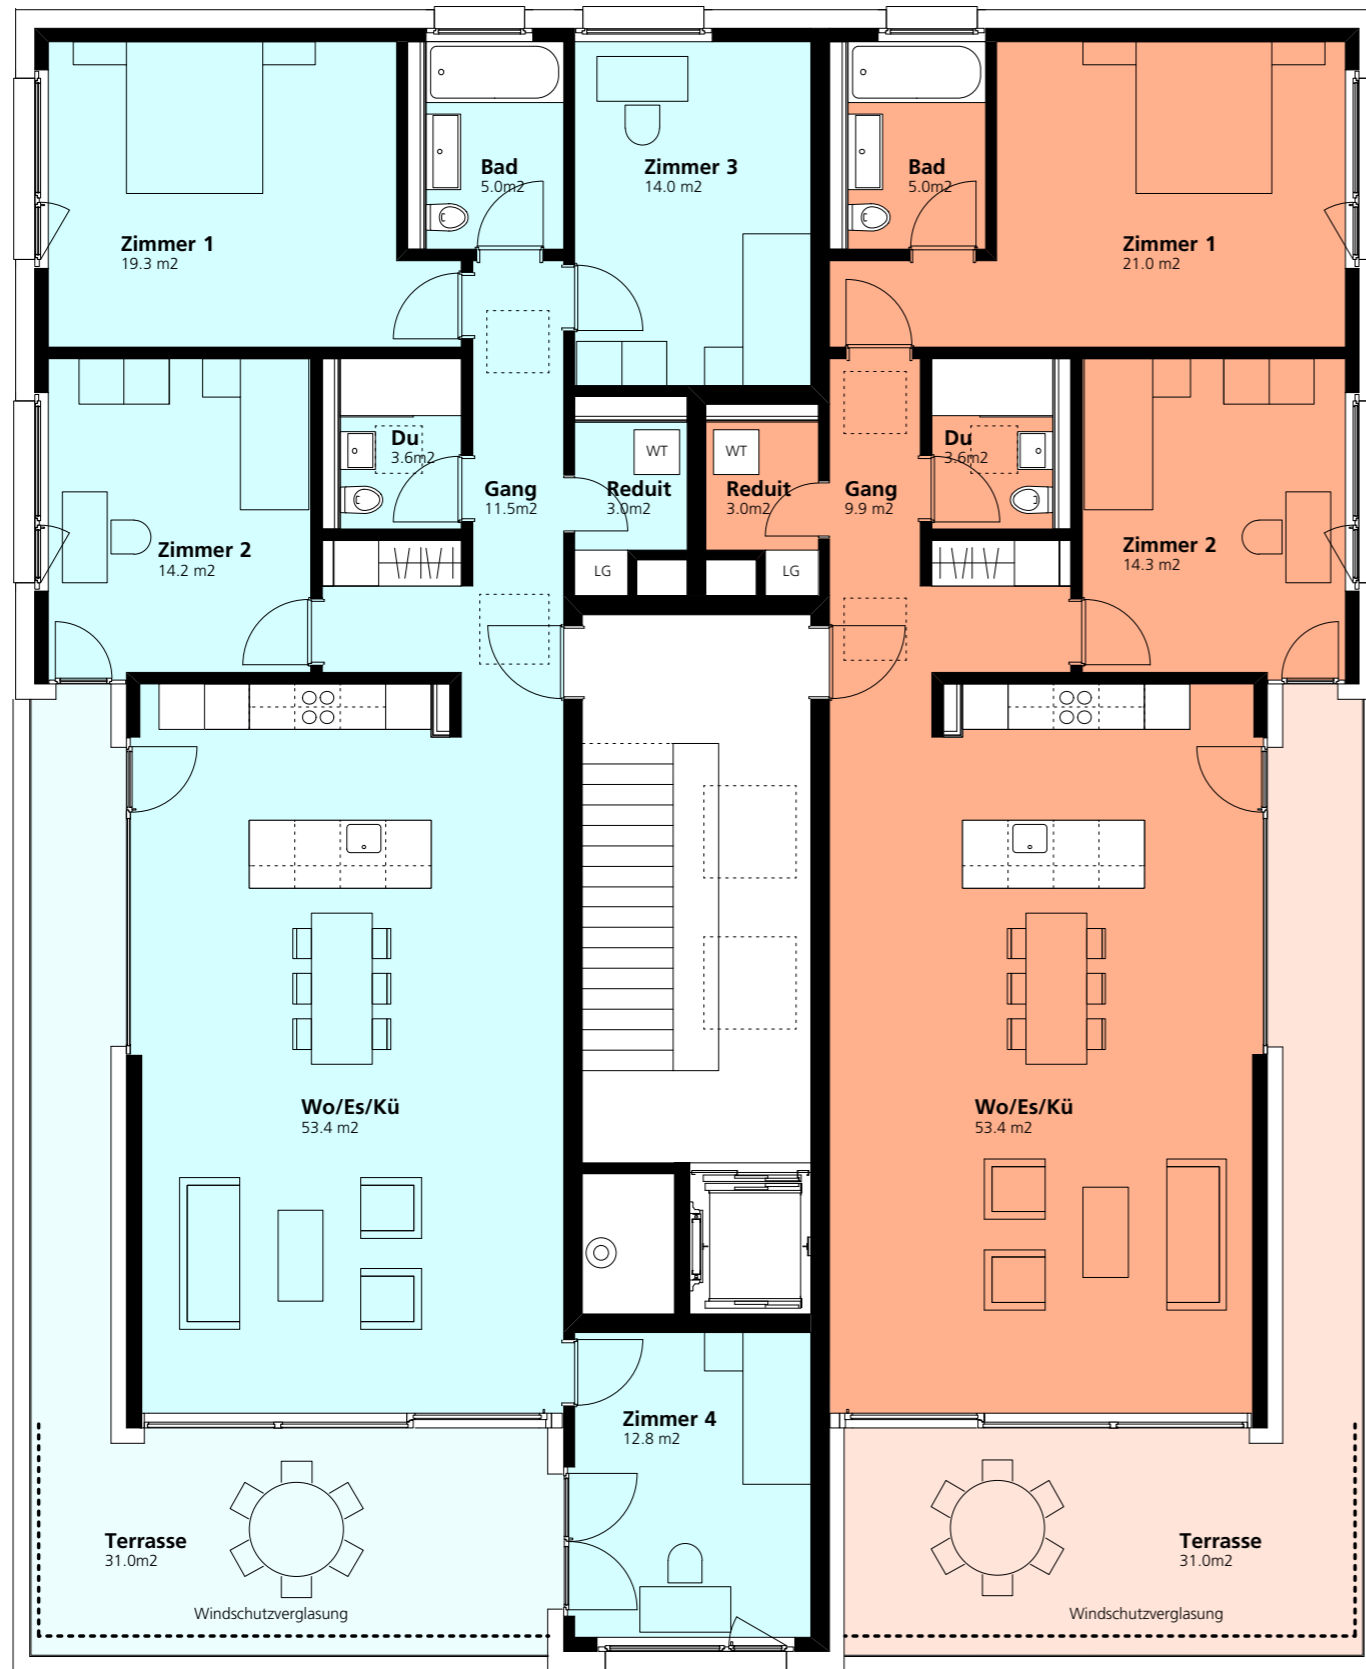 Bad
5.0m2
Zimmer 3
14.0 m2
Bad
5.0m2
Zimmer 1
19.3 m2
Zimmer 1
21.0 m2
Du
3.6m2
WT
WT
Du
3.6m2
Gang
11.5m2
Reduit
3.0m2
Reduit
3.0m2
Gang
9.9 m2
Zimmer 2
14.2 m2
Zimmer 2
14.3 m2
LG
LG
Wo/Es/Kü
53.4 m2
Wo/Es/Kü
53.4 m2
Zimmer 4
12.8 m2
Terrasse
31.0m2
Terrasse
31.0m2
Windschutzverglasung
Windschutzverglasung